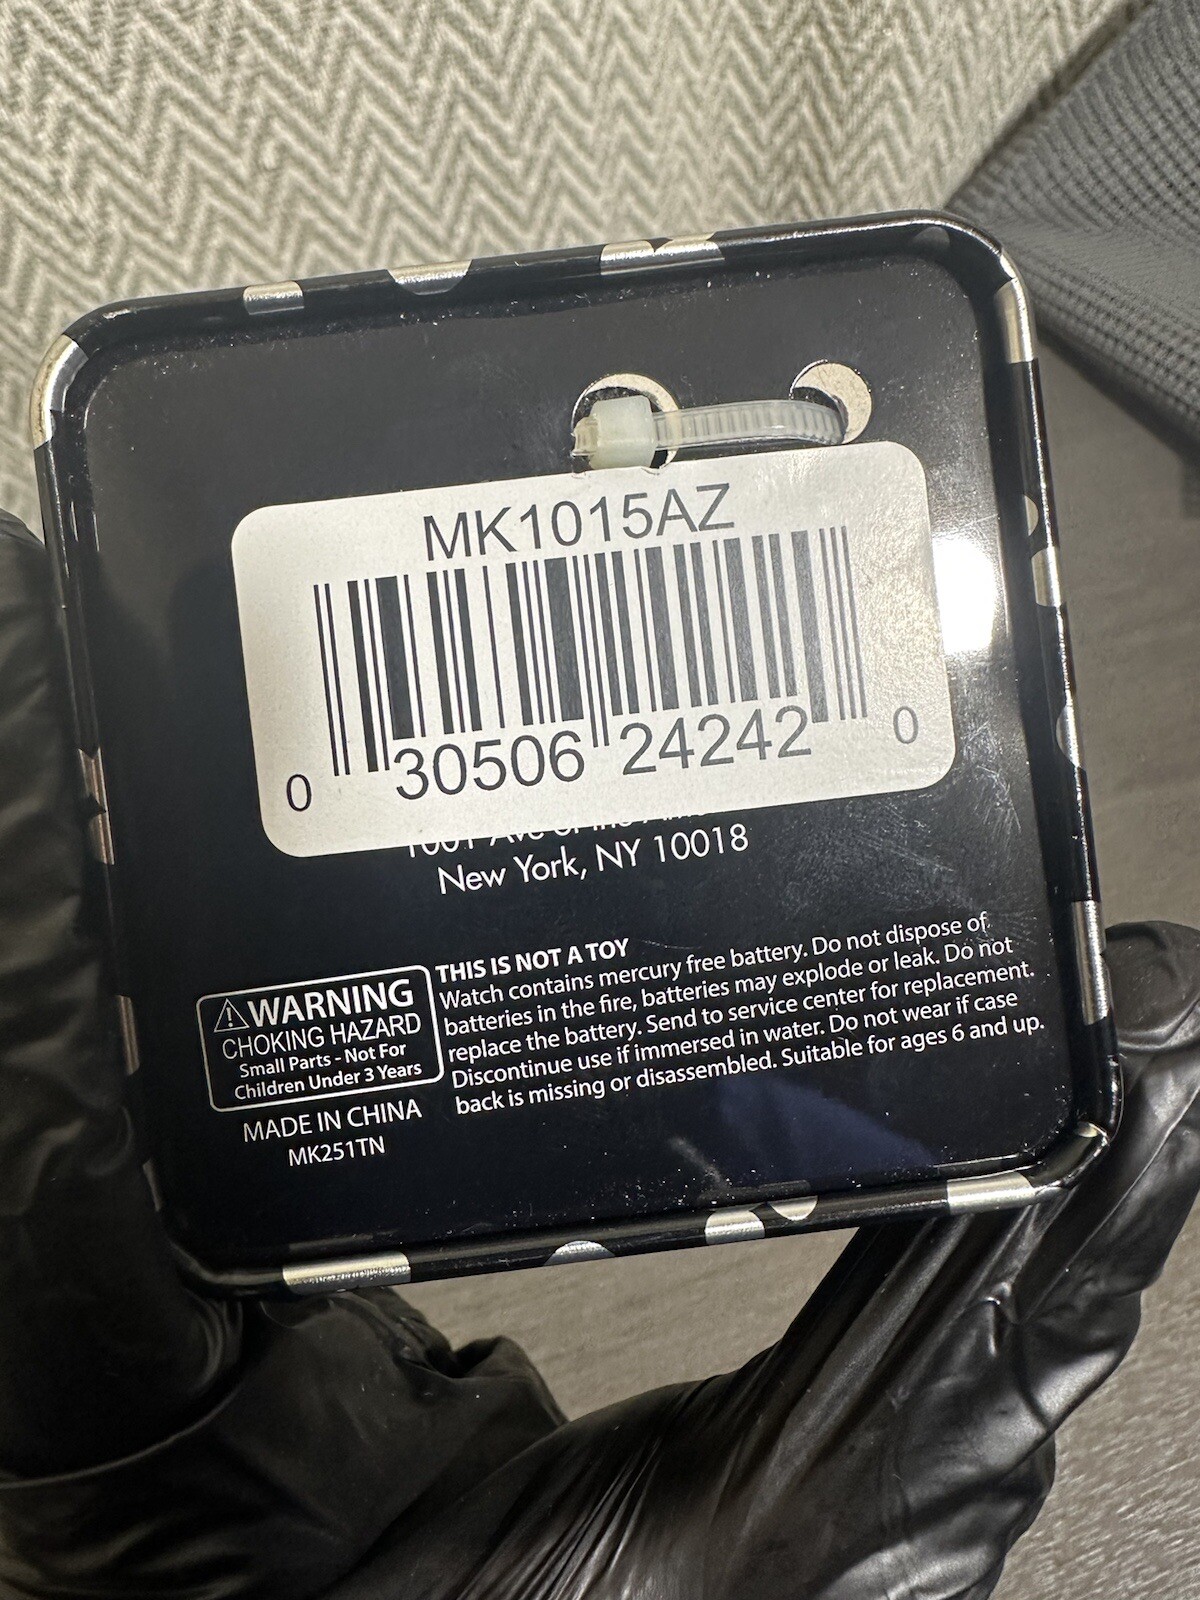 MK1015AZ
0 30506 24242 0
New York, NY 10018
THIS IS NOT A TOY
Watch contains mercury free battery. Do not dispose of
batteries in the fire, batteries may explode or leak. Do not
replace the battery. Send to service center for replacement.
Discontinue use if immersed in water. Do not wear if case
back is missing or disassembled. Suitable for ages 6 and up.
WARNING
CHOKING HAZARD
Small Parts - Not For
Children Under 3 Years
MADE IN CHINA
MK251TN